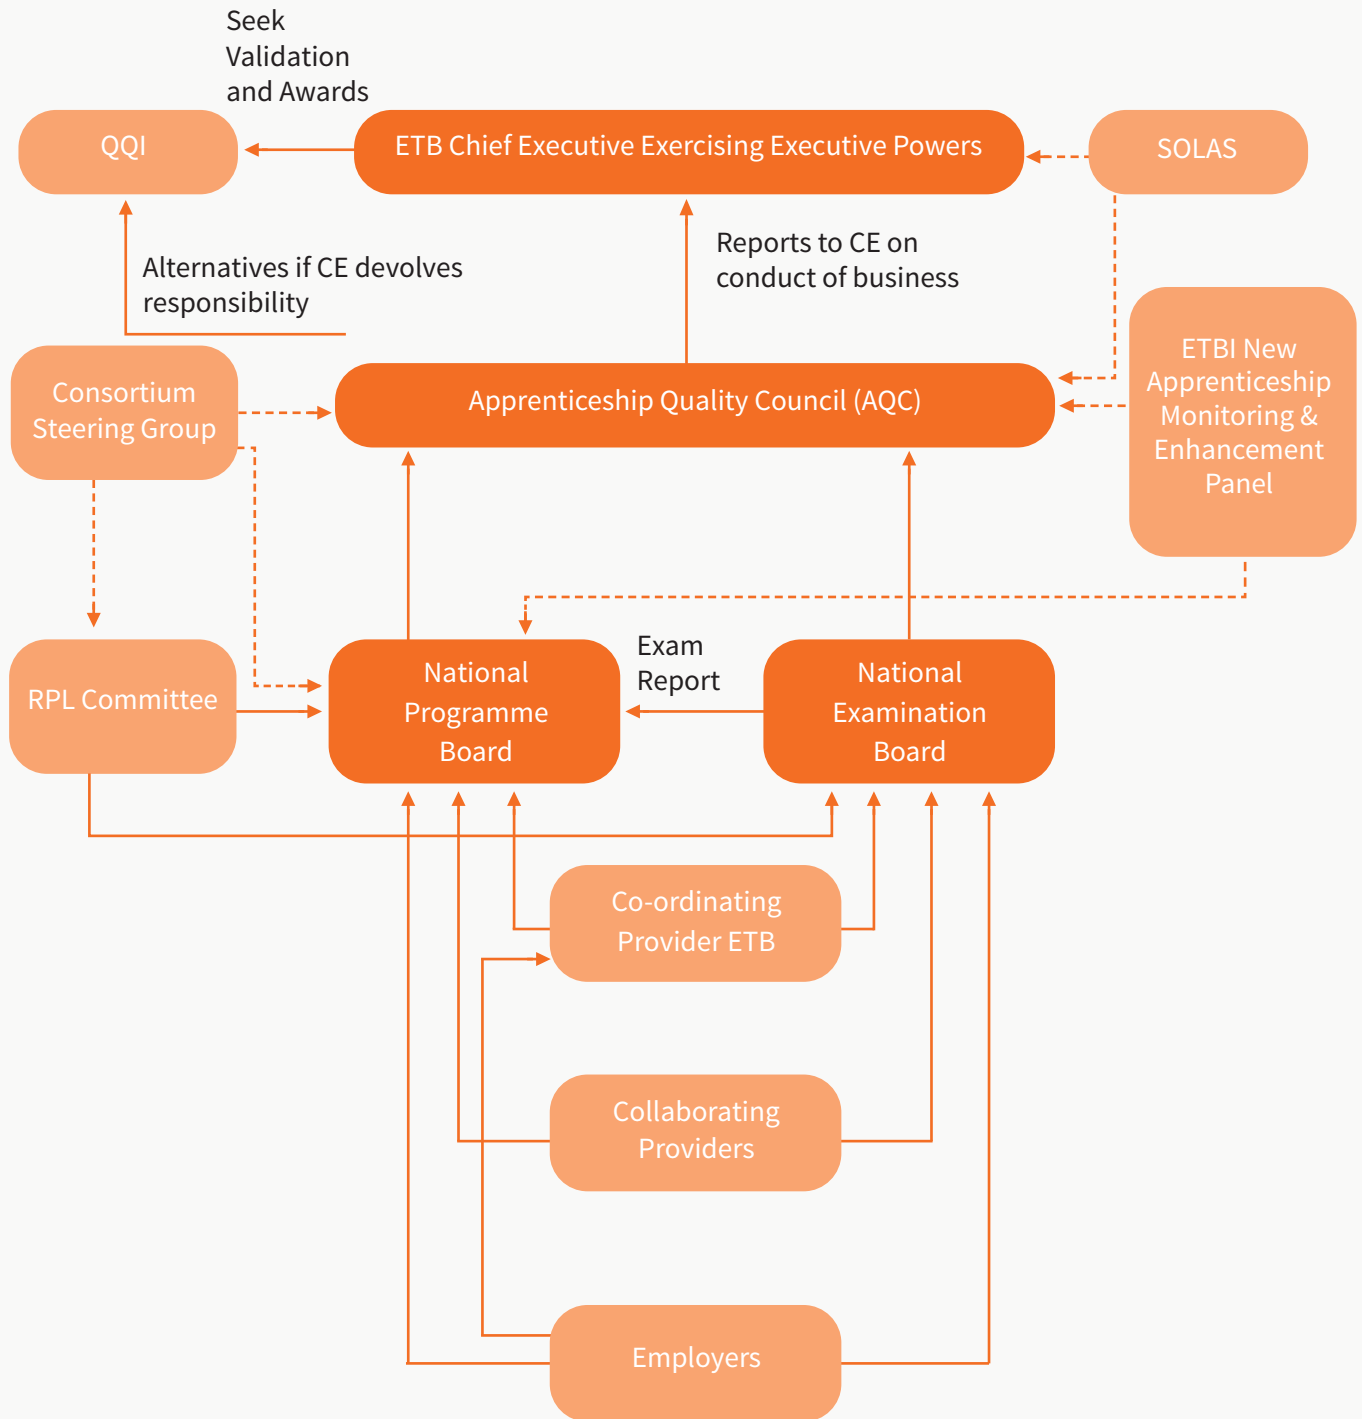 Seek
Validation
and Awards
QQI
ETB Chief Executive Exercising Executive Powers
SOLAS
Reports to CE on
conduct of business
Alternatives if CE devolves
responsibility
Consortium
Steering Group
Apprenticeship Quality Council (AQC)
ETBI New
Apprenticeship
Monitoring &
Enhancement
Panel
RPL Committee
National
Programme
Board
Exam
Report
National
Examination
Board
Co-ordinating
Provider ETB
Collaborating
Providers
Employers